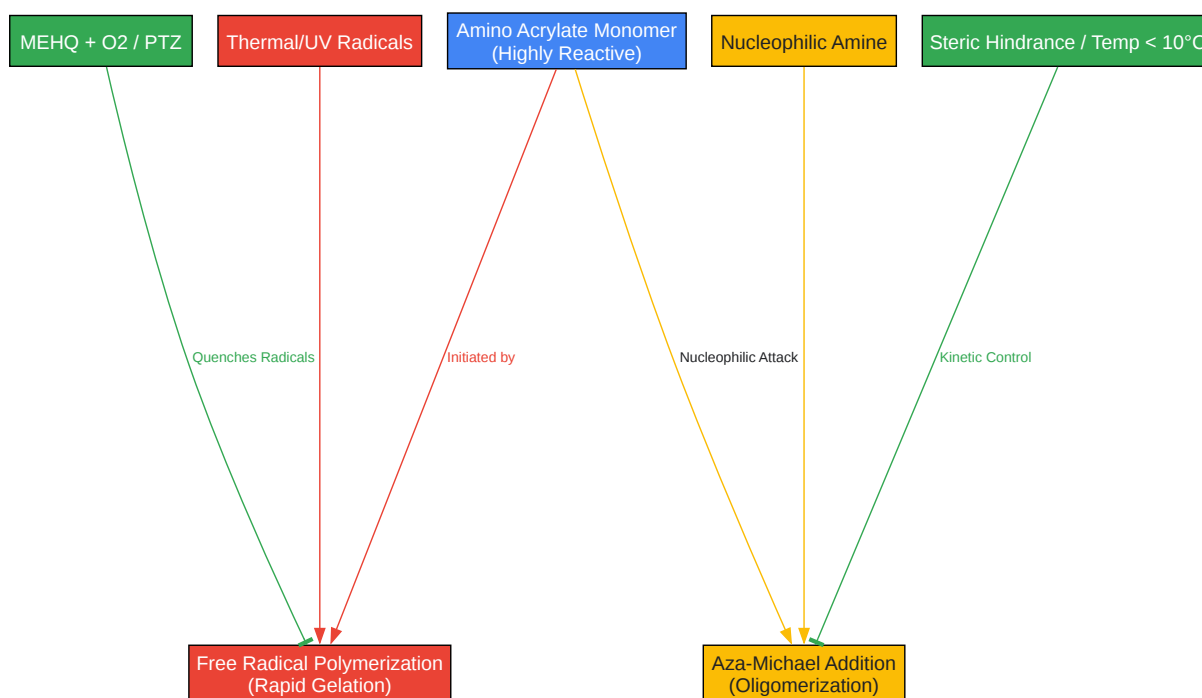 MEHQ + O2 / PTZ
Thermal/UV Radicals
Amino Acrylate Monomer
(Highly Reactive)
Nucleophilic Amine
Steric Hindrance / Temp < 10°C
Quenches Radicals
Initiated by
Nucleophilic Attack
Kinetic Control
Free Radical Polymerization
(Rapid Gelation)
Aza-Michael Addition
(Oligomerization)